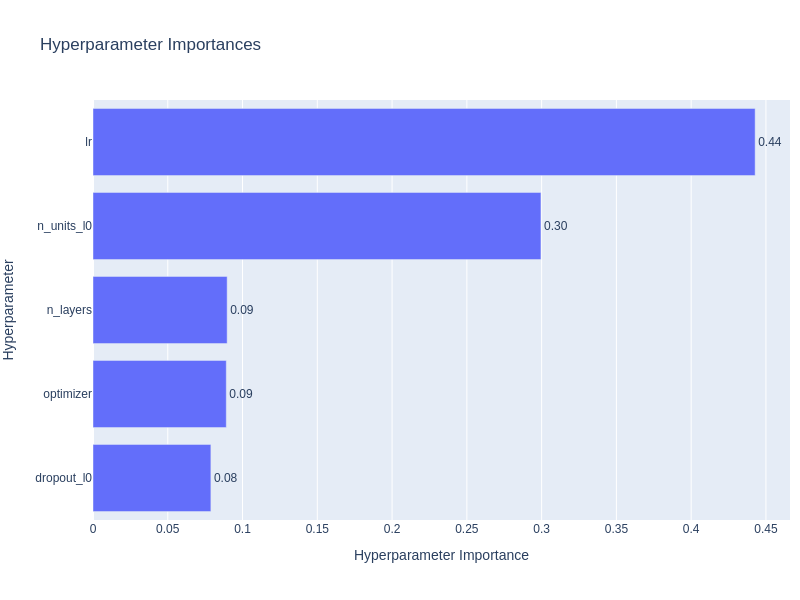 Hyperparameter Importances
Hyperparameter
lr
0.44
n_units_l0
0.30
n_layers
0.09
optimizer
0.09
dropout_l0
0.08
0 0.05 0.1 0.15 0.2 0.25 0.3 0.35 0.4 0.45
Hyperparameter Importance